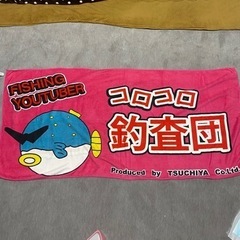 FISHING
YOUTUBER
コロコロ
釣査団
Produced by TSUCHIYA Co.Ltd.